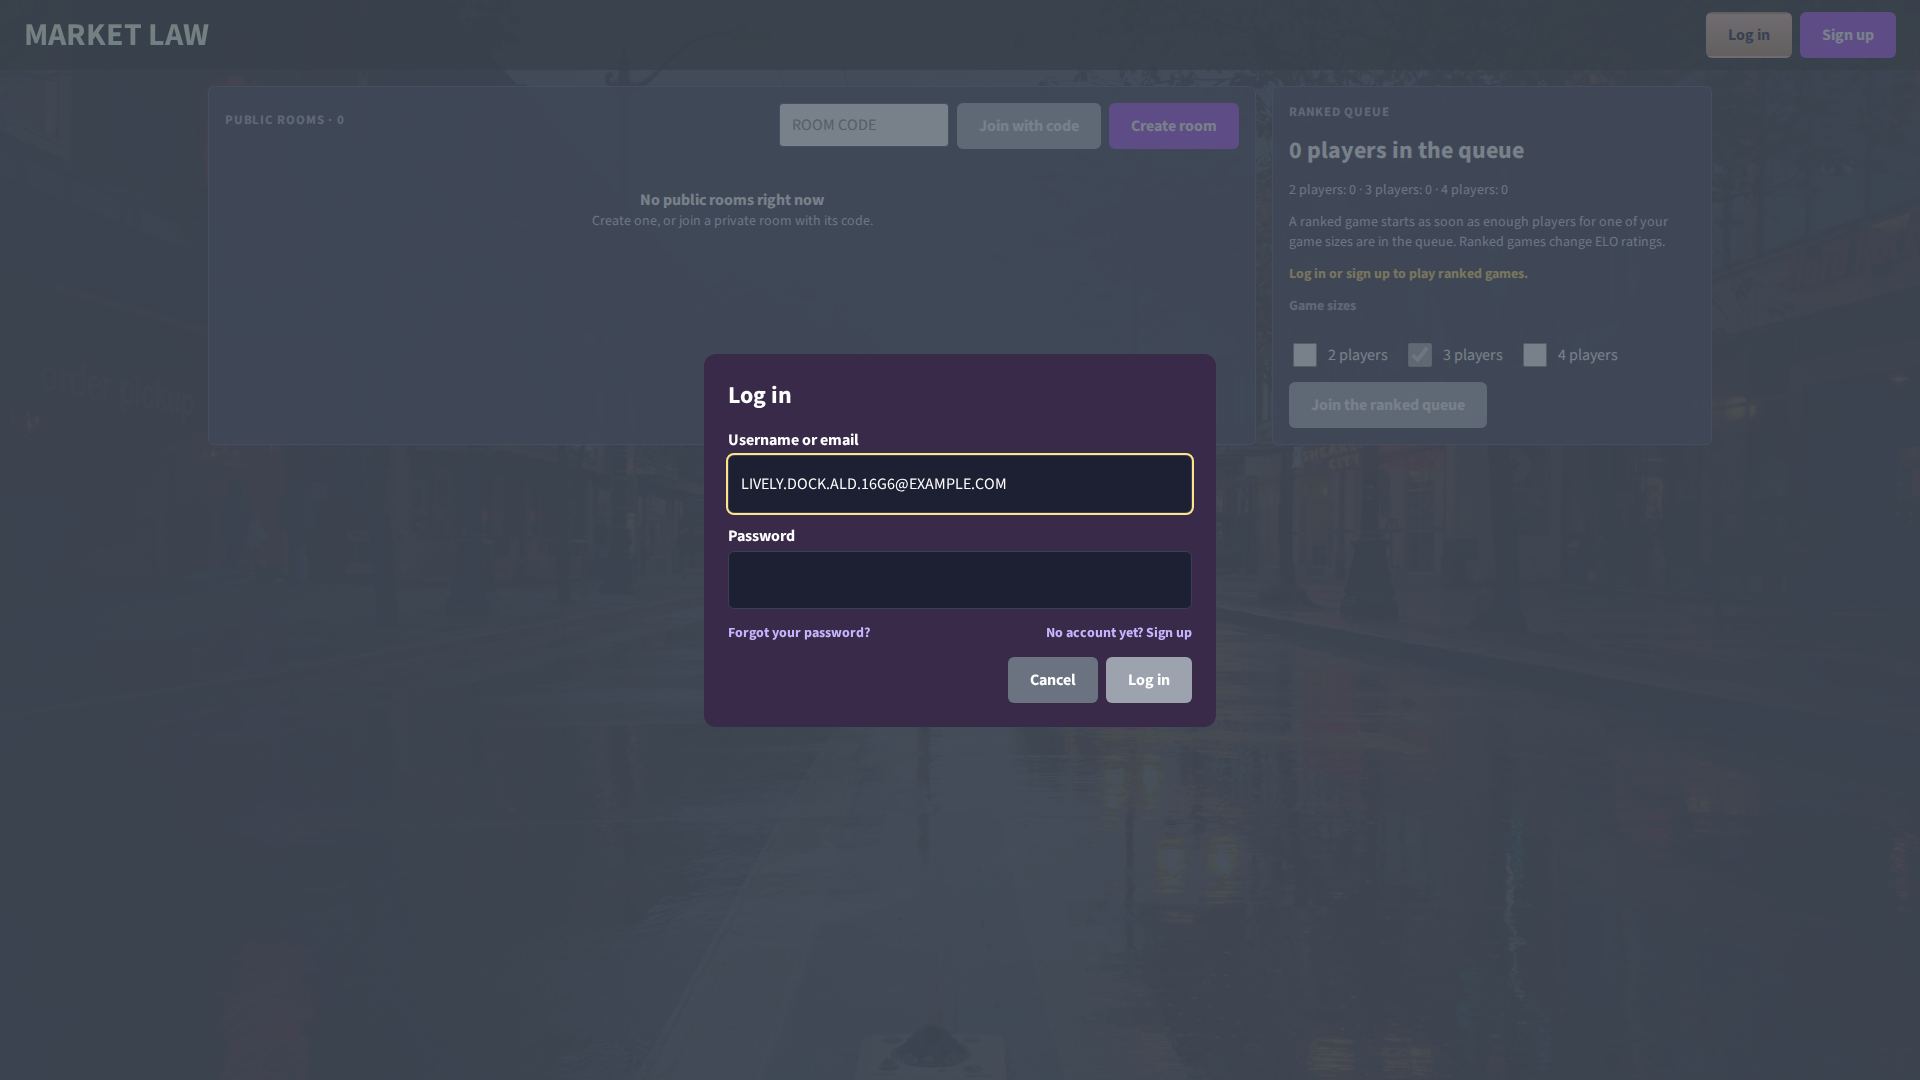 MARKET LAW
Log in
Sign up
PUBLIC ROOMS · 0
ROOM CODE
Join with code
Create room
No public rooms right now
Create one, or join a private room with its code.
RANKED QUEUE
0 players in the queue
2 players: 0 · 3 players: 0 · 4 players: 0
A ranked game starts as soon as enough players for one of your
game sizes are in the queue. Ranked games change ELO ratings.
Log in or sign up to play ranked games.
Game sizes
2 players
3 players
4 players
Join the ranked queue
order pickup
Log in
Username or email
LIVELY.DOCK.ALD.16G6@EXAMPLE.COM
Password
Forgot your password?
No account yet? Sign up
Cancel
Log in